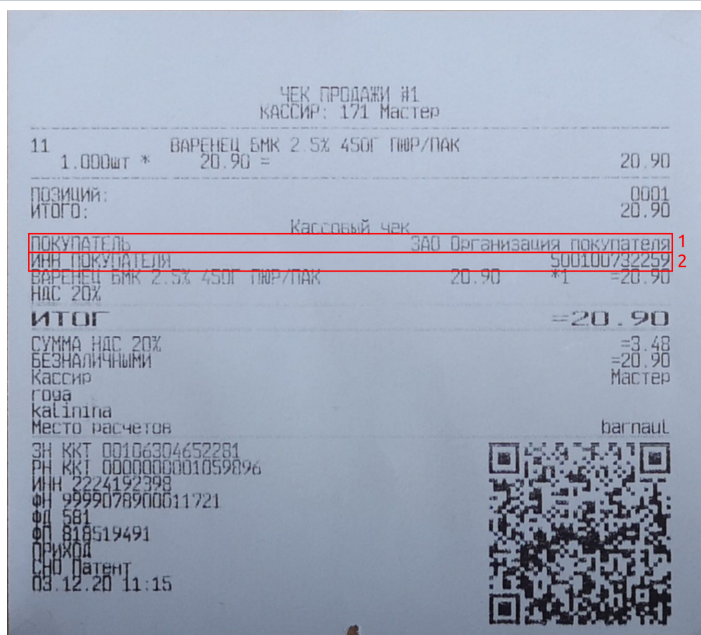 ЧЕК ПРОДАЖИ #1
КАССИР: 171 Мастер
11 ВАРЕНЕЦ БМК 2.5% 450Г ПЮР/ПАК
1.000шт * 20.90 = 20.90
ПОЗИЦИЙ: 0001
ИТОГО: 20.90
Кассовый чек
ПОКУПАТЕЛЬ ЗАО Организация покупателя 1
ИНН ПОКУПАТЕЛЯ 500100732259 2
ВАРЕНЕЦ БМК 2.5% 450Г ПЮР/ПАК 20.90 *1 =20.90
НДС 20%
ИТОГ =20.90
СУММА НДС 20% =3.48
БЕЗНАЛИЧНЫМИ =20.90
Кассир Мастер
roga
kalinina
Место расчетов barnaul
ЗН ККТ 00106304652281
РН ККТ 0000000001059896
ИНН 2224192398
ФН 9999078900011721
ФД 581
ФП 818519491
ПРИХОД
СНО Патент
03.12.20 11:15